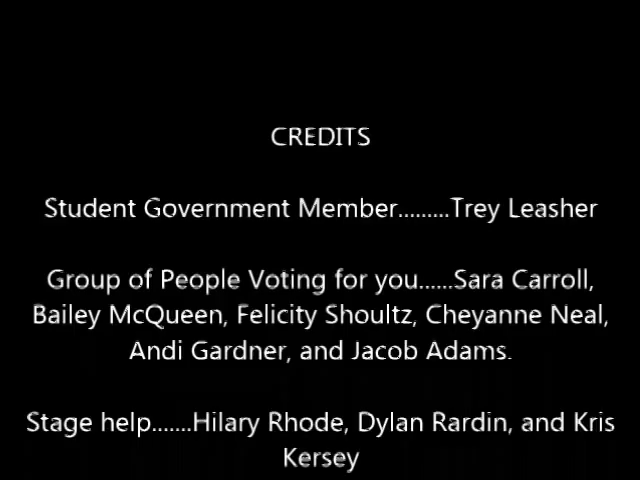 CREDITS
Student Government Member.........Trey Leasher
Group of People Voting for you......Sara Carroll,
Bailey McQueen, Felicity Shoultz, Cheyanne Neal,
Andi Gardner, and Jacob Adams.
Stage help.......Hilary Rhode, Dylan Rardin, and Kris
Kersey